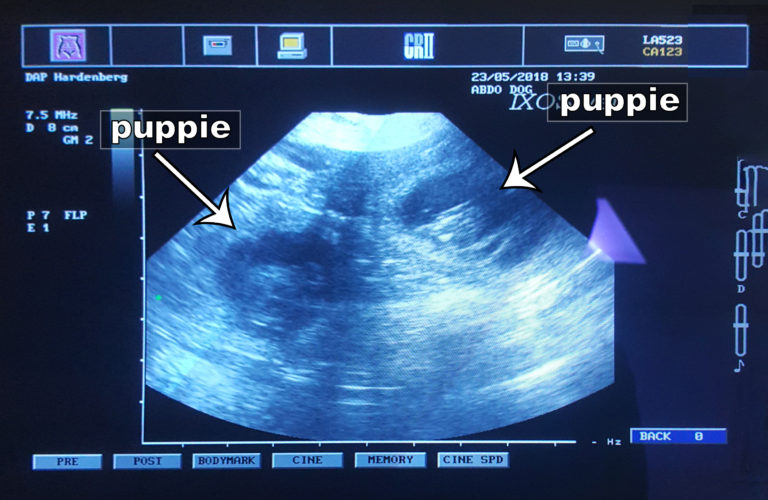 CRII
LA523
CA123
DAP Hardenberg
23/05/2018 13:39
ABDO DOG
7.5 MHz
D 8 cm
GM 2
puppie
puppie
P 7 FLP
E 1
C
D
- Hz
BACK 0
PRE
POST
BODYMARK
CINE
MEMORY
CINE SPD